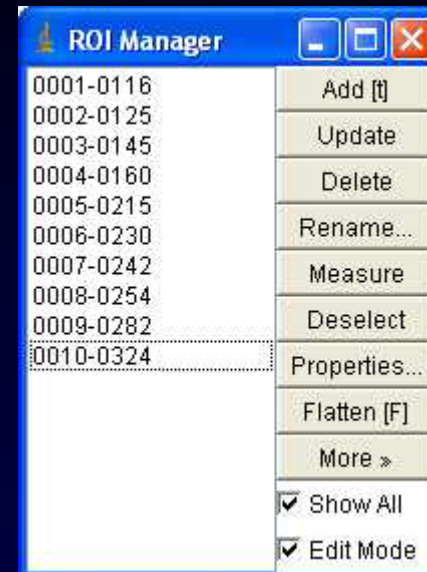 ROI Manager
0001-0116
0002-0125
0003-0145
0004-0160
0005-0215
0006-0230
0007-0242
0008-0254
0009-0282
0010-0324
Add [t]
Update
Delete
Rename...
Measure
Deselect
Properties...
Flatten [F]
More »
Show All
Edit Mode